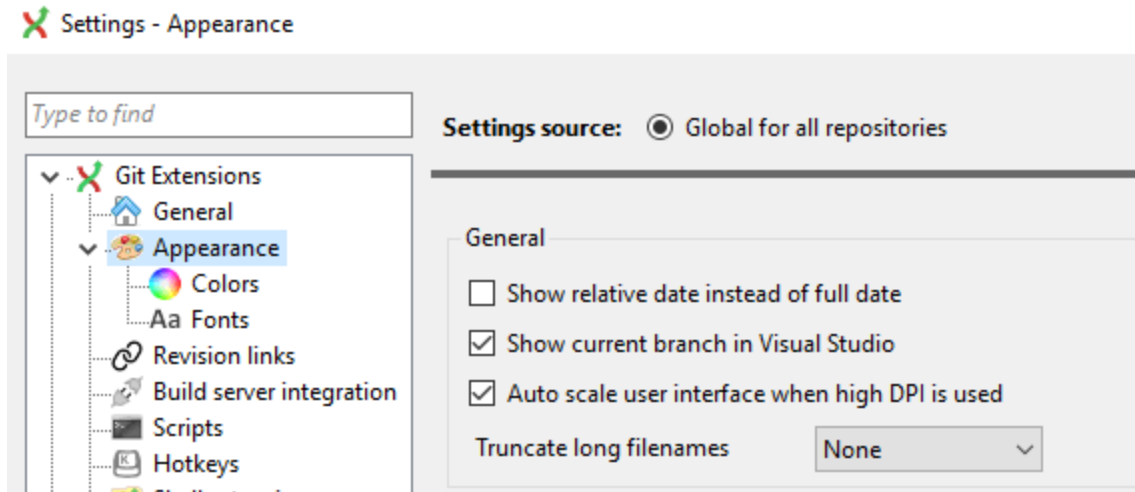 Settings - Appearance
Type to find
Settings source: Global for all repositories
Git Extensions
General
Appearance
Colors
Aa Fonts
Revision links
Build server integration
Scripts
Hotkeys
General
Show relative date instead of full date
Show current branch in Visual Studio
Auto scale user interface when high DPI is used
Truncate long filenames None